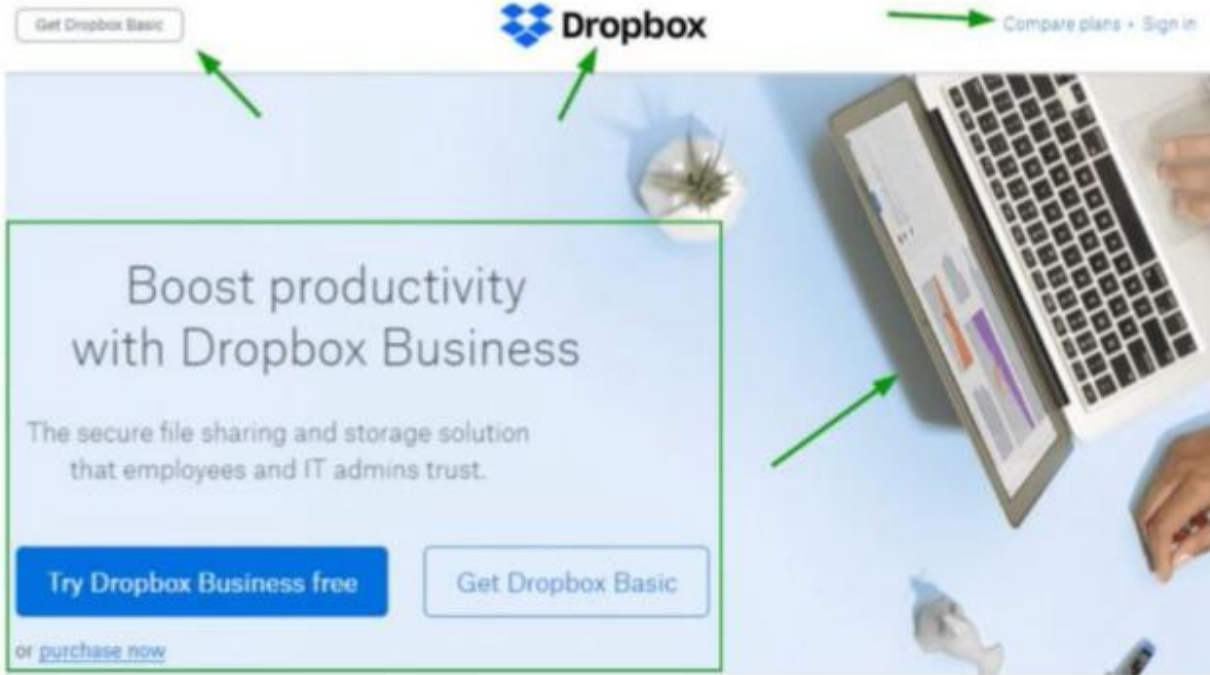 Get Dropbox Basic
Dropbox
Compare plans • Sign in
Boost productivity
with Dropbox Business
The secure file sharing and storage solution
that employees and IT admins trust.
Try Dropbox Business free
Get Dropbox Basic
or purchase now